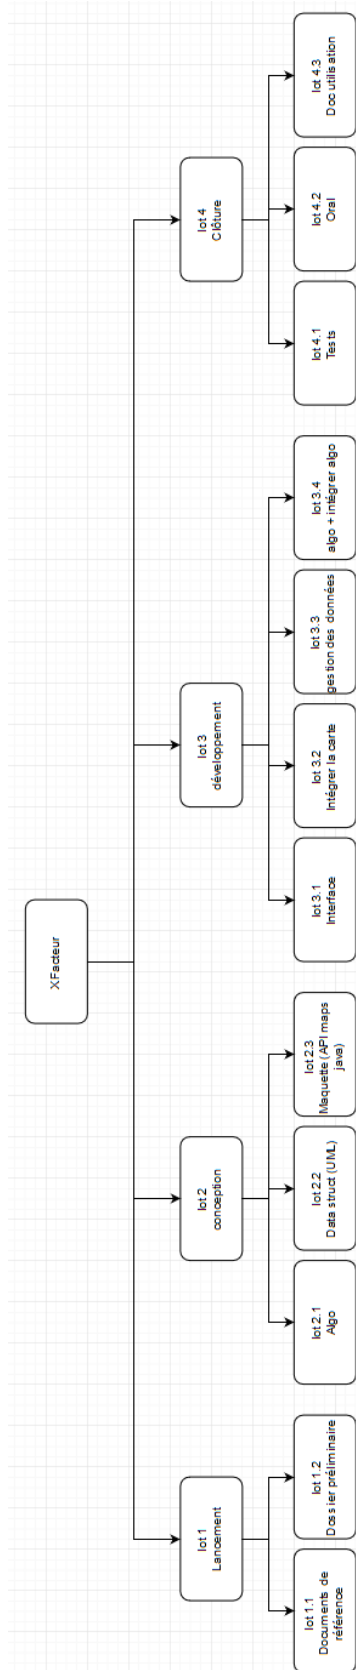 XFacteur
lot 1
Lancement
lot 2
conception
lot 3
développement
lot 4
Clôture
lot 1.1
Documents de
référence
lot 1.2
Dossier préliminaire
lot 2.1
Algo
lot 2.2
Data struct (UML)
lot 2.3
Maquette (API maps
java)
lot 3.1
Interface
lot 3.2
Intégrer la carte
lot 3.3
gestion des données
lot 3.4
algo + intégrer algo
lot 4.1
Tests
lot 4.2
Oral
lot 4.3
Doc utilisation